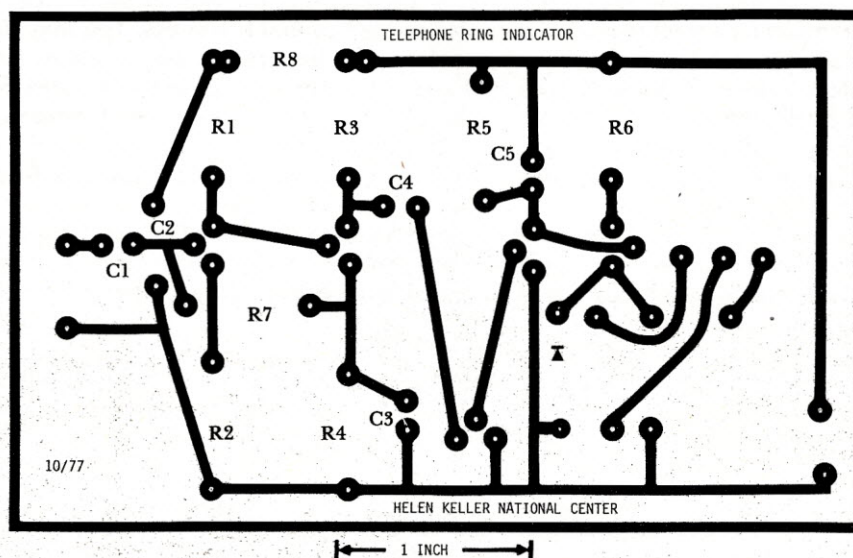 TELEPHONE RING INDICATOR
R8
R1 R3 R5 R6
C5
C4
C2
C1
R7
C3
R2 R4
10/77
HELEN KELLER NATIONAL CENTER
1 INCH